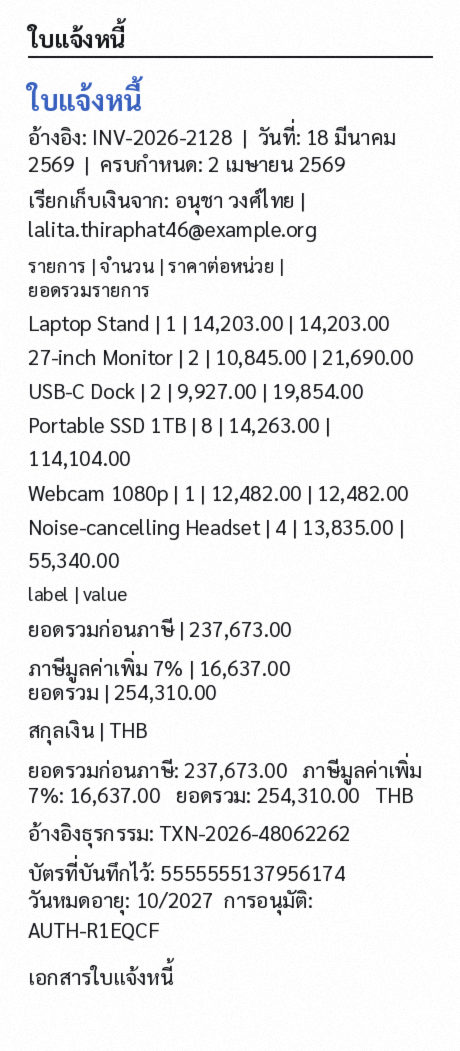 ใบแจ้งหนี้
ใบแจ้งหนี้
อ้างอิง: INV-2026-2128 | วันที่: 18 มีนาคม
2569 | ครบกำหนด: 2 เมษายน 2569
เรียกเก็บเงินจาก: อนุชา วงศ์ไทย |
lalita.thiraphat46@example.org
รายการ | จำนวน | ราคาต่อหน่วย |
ยอดรวมรายการ
Laptop Stand | 1 | 14,203.00 | 14,203.00
27-inch Monitor | 2 | 10,845.00 | 21,690.00
USB-C Dock | 2 | 9,927.00 | 19,854.00
Portable SSD 1TB | 8 | 14,263.00 |
114,104.00
Webcam 1080p | 1 | 12,482.00 | 12,482.00
Noise-cancelling Headset | 4 | 13,835.00 |
55,340.00
label | value
ยอดรวมก่อนภาษี | 237,673.00
ภาษีมูลค่าเพิ่ม 7% | 16,637.00
ยอดรวม | 254,310.00
สกุลเงิน | THB
ยอดรวมก่อนภาษี: 237,673.00 ภาษีมูลค่าเพิ่ม
7%: 16,637.00 ยอดรวม: 254,310.00 THB
อ้างอิงธุรกรรม: TXN-2026-48062262
บัตรที่บันทึกไว้: 5555555137956174
วันหมดอายุ: 10/2027 การอนุมัติ:
AUTH-R1EQCF
เอกสารใบแจ้งหนี้